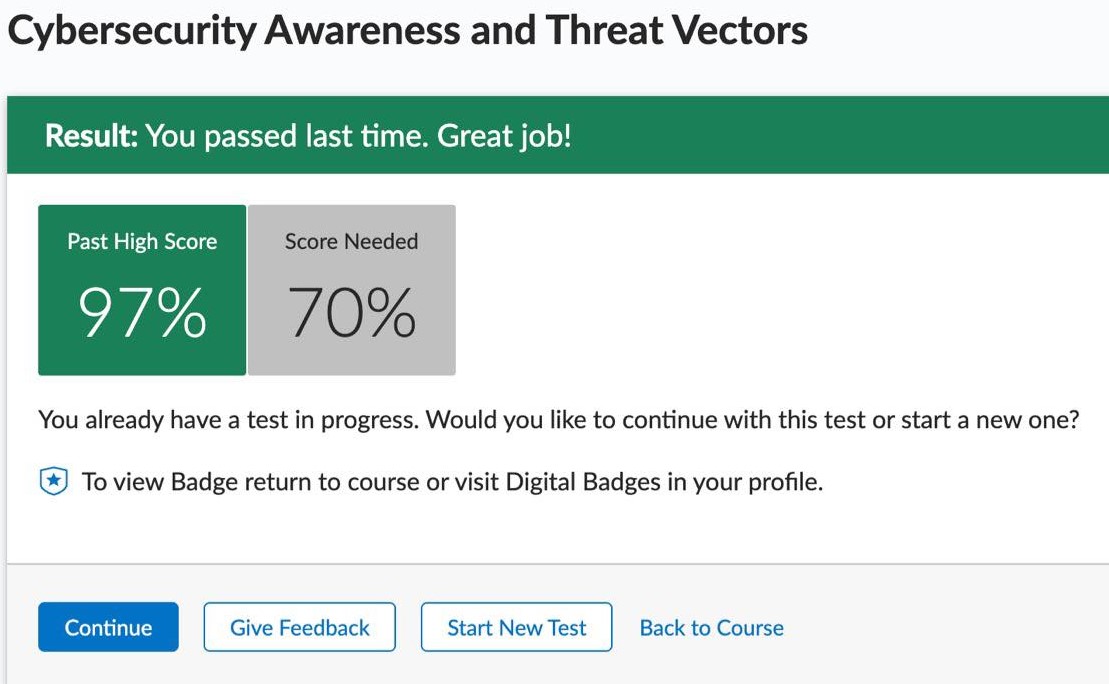 Cybersecurity Awareness and Threat Vectors
Result: You passed last time. Great job!
Past High Score
97%
Score Needed
70%
You already have a test in progress. Would you like to continue with this test or start a new one?
To view Badge return to course or visit Digital Badges in your profile.
Continue
Give Feedback
Start New Test
Back to Course